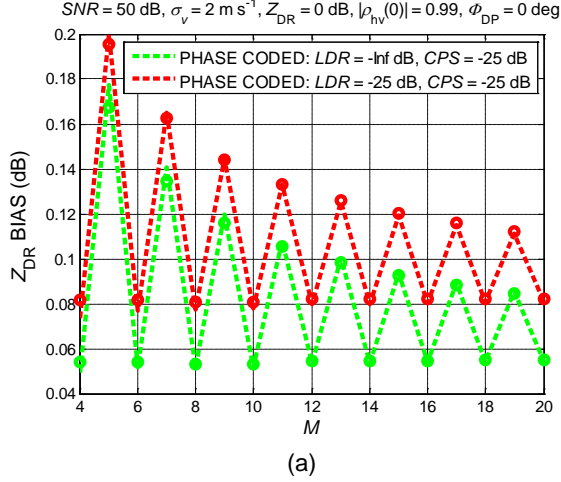 SNR = 50 dB, σv = 2 m s-1, ZDR = 0 dB, |ρhv(0)| = 0.99, ΦDP = 0 deg
0.2
PHASE CODED: LDR = -Inf dB, CPS = -25 dB
PHASE CODED: LDR = -25 dB, CPS = -25 dB
0.18
0.16
0.14
0.12
0.1
0.08
0.06
0.04
ZDR BIAS (dB)
4 6 8 10 12 14 16 18 20
M
(a)